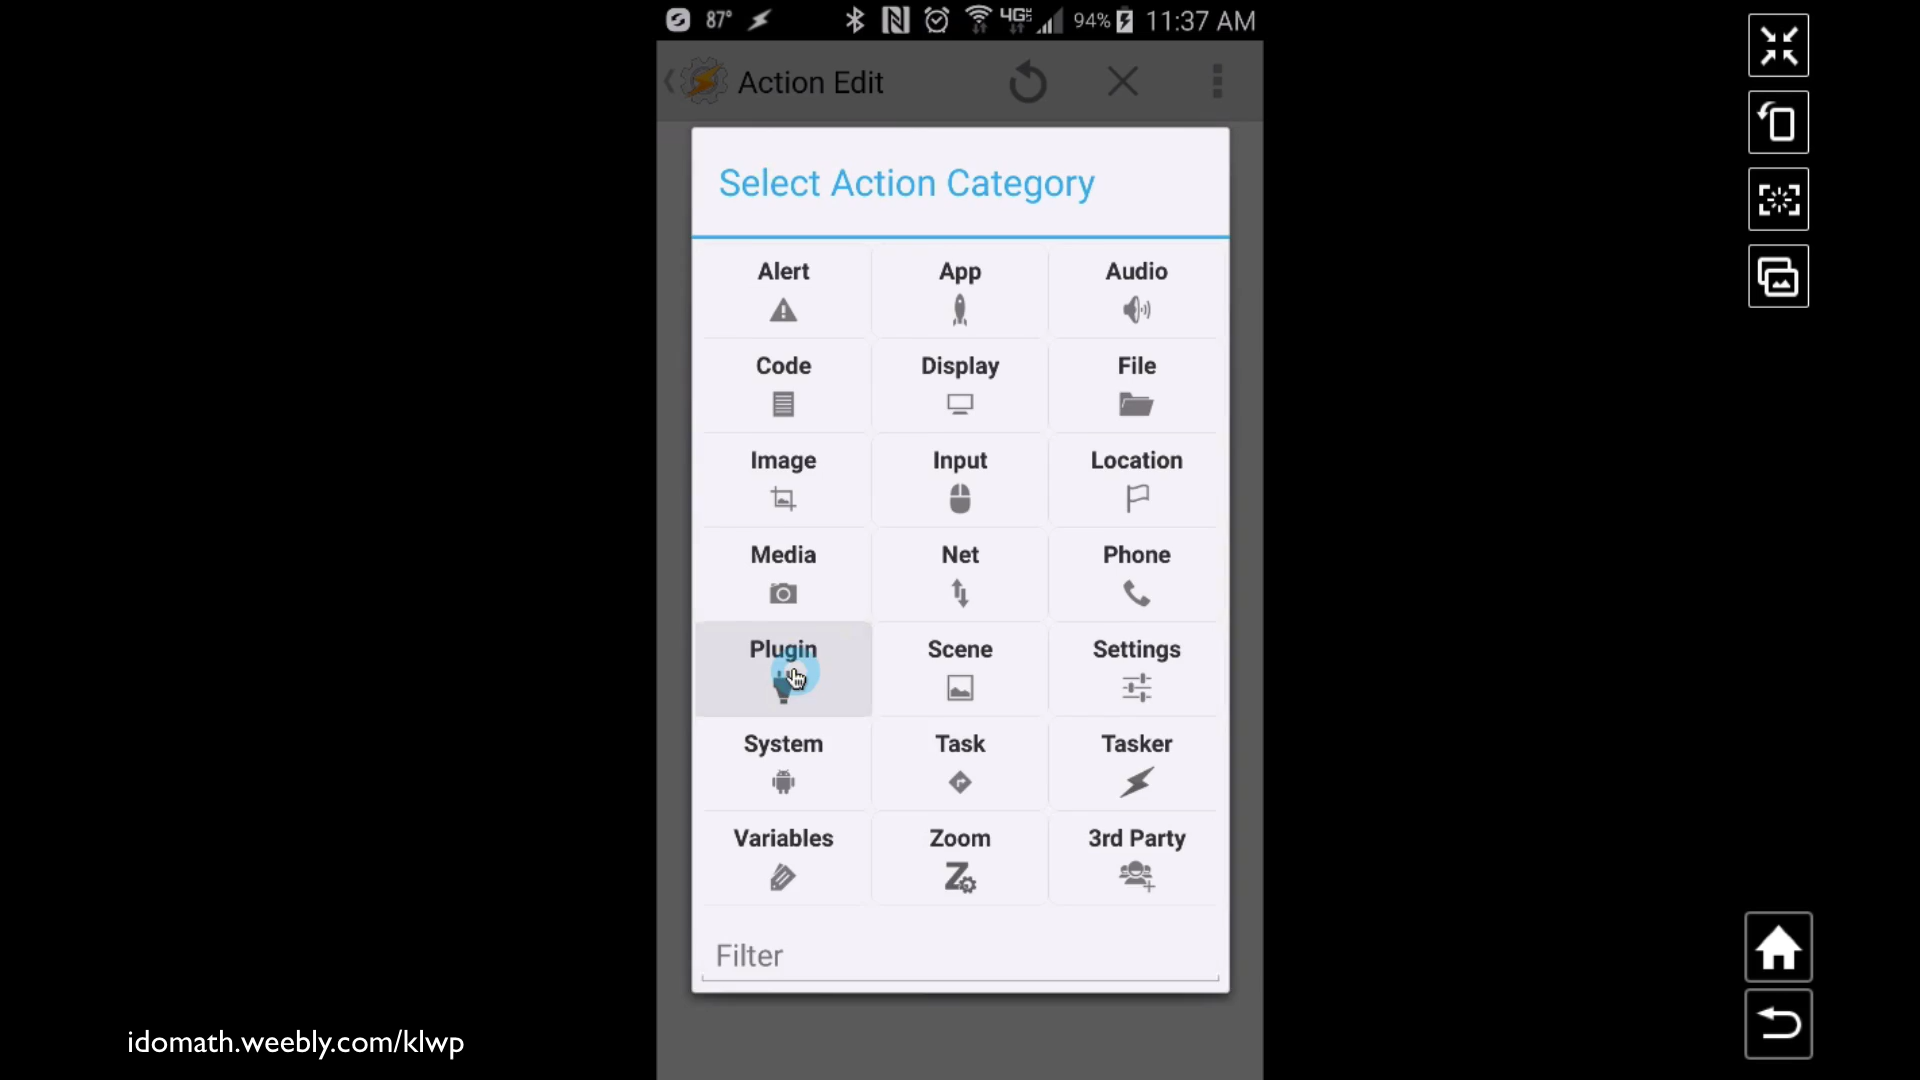 87° 4G 94% 11:37 AM
Action Edit
Select Action Category
Alert App Audio
Code Display File
Image Input Location
Media Net Phone
Plugin Scene Settings
System Task Tasker
Variables Zoom 3rd Party
Filter
idomath.weebly.com/klwp